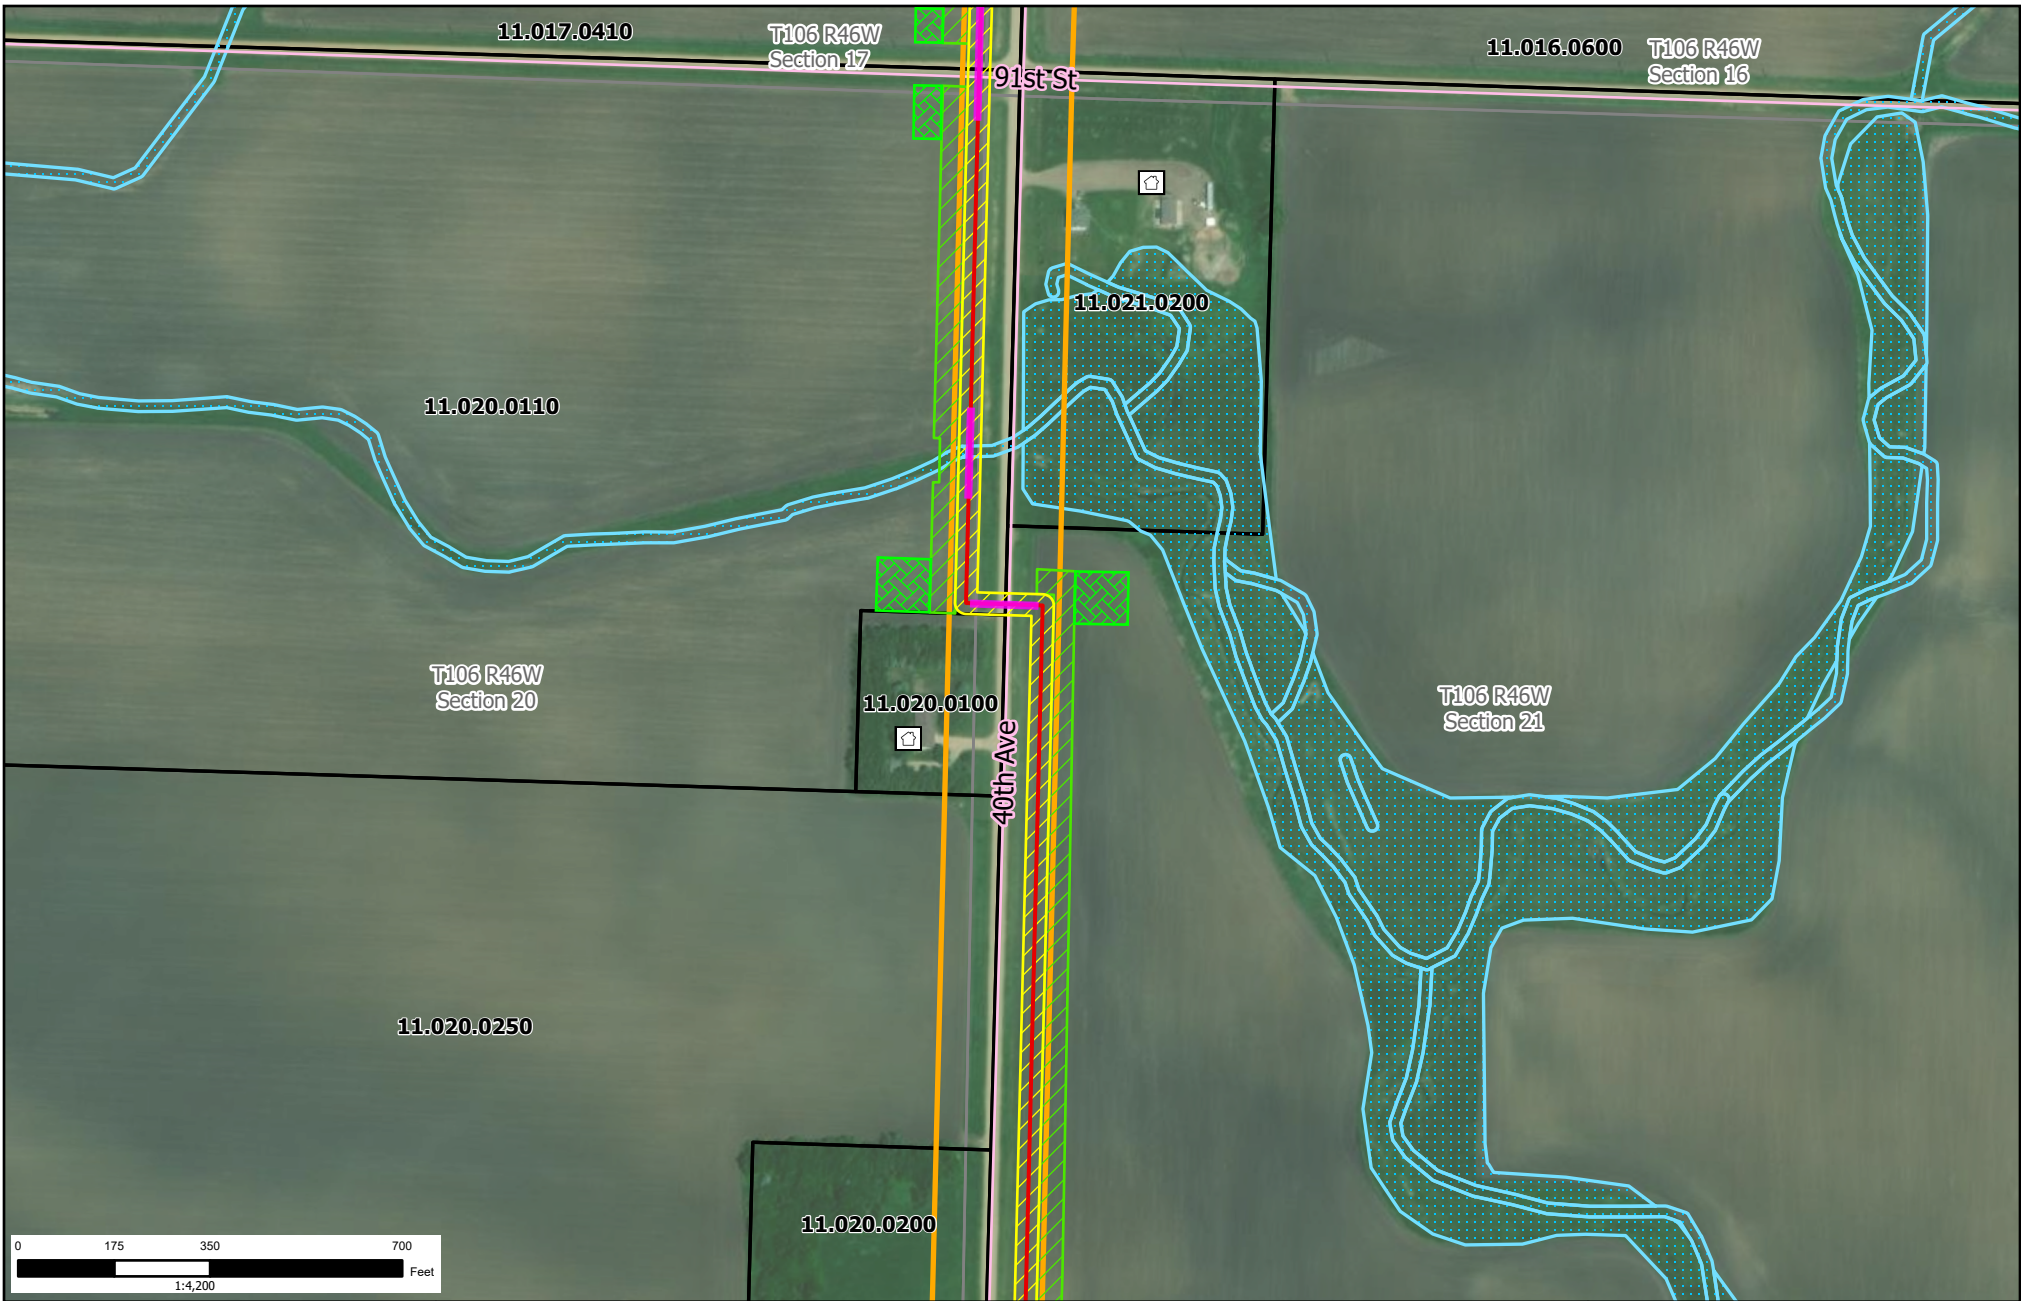 11.017.0410
T106 R46W
Section 17
11.016.0600
T106 R46W
Section 16
91st St
11.021.0200
11.020.0110
T106 R46W
Section 20
11.020.0100
T106 R46W
Section 21
40th Ave
11.020.0250
11.020.0200
0 175 350 700
Feet
1:4,200